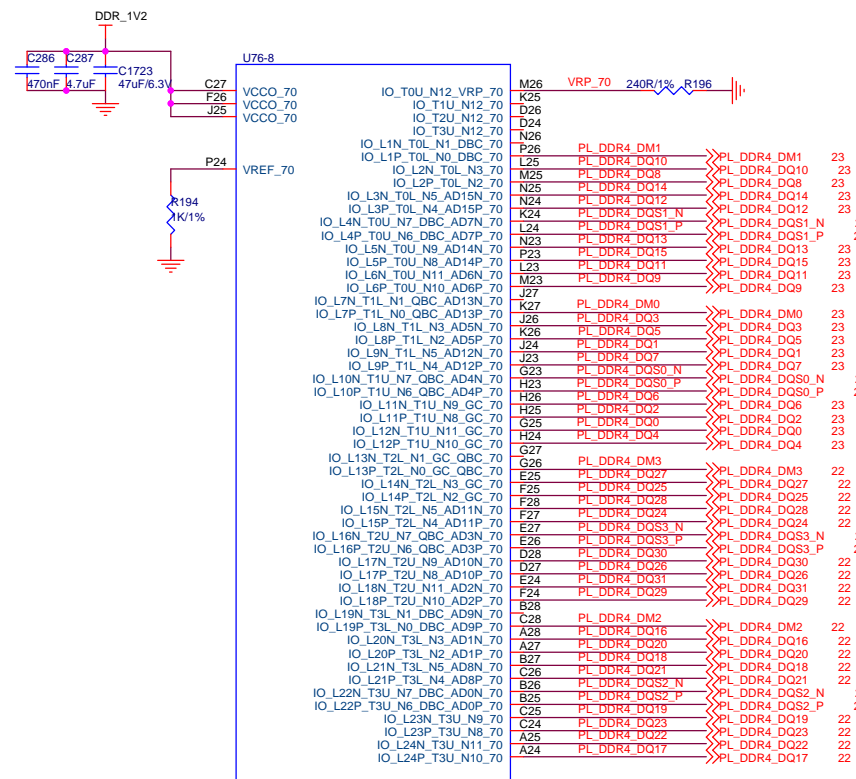 DDR_1V2
U76-8
C286 C287
C1723
470nF 4.7uF 47uF/6.3V
C27 VCCO_70
F26 VCCO_70
J25 VCCO_70
P24 VREF_70
R194
1K/1%
IO_T0U_N12_VRP_70 M26 VRP_70 240R/1% R196
IO_T1U_N12_70 K25
IO_T2U_N12_70 D26
IO_T3U_N12_70 D24
IO_L1N_T0L_N1_DBC_70 N26
IO_L1P_T0L_N0_DBC_70 P26 PL_DDR4_DM1 PL_DDR4_DM1 23
IO_L2N_T0L_N3_70 L25 PL_DDR4_DQ10 PL_DDR4_DQ10 23
IO_L2P_T0L_N2_70 M25 PL_DDR4_DQ8 PL_DDR4_DQ8 23
IO_L3N_T0L_N5_AD15N_70 N25 PL_DDR4_DQ14 PL_DDR4_DQ14 23
IO_L3P_T0L_N4_AD15P_70 N24 PL_DDR4_DQ12 PL_DDR4_DQ12 23
IO_L4N_T0U_N7_DBC_AD7N_70 K24 PL_DDR4_DQS1_N PL_DDR4_DQS1_N
IO_L4P_T0U_N6_DBC_AD7P_70 L24 PL_DDR4_DQS1_P PL_DDR4_DQS1_P
IO_L5N_T0U_N9_AD14N_70 N23 PL_DDR4_DQ13 PL_DDR4_DQ13 23
IO_L5P_T0U_N8_AD14P_70 P23 PL_DDR4_DQ15 PL_DDR4_DQ15 23
IO_L6N_T0U_N11_AD6N_70 L23 PL_DDR4_DQ11 PL_DDR4_DQ11 23
IO_L6P_T0U_N10_AD6P_70 M23 PL_DDR4_DQ9 PL_DDR4_DQ9 23
IO_L7N_T1L_N1_QBC_AD13N_70 J27
IO_L7P_T1L_N0_QBC_AD13P_70 K27 PL_DDR4_DM0 PL_DDR4_DM0 23
IO_L8N_T1L_N3_AD5N_70 J26 PL_DDR4_DQ3 PL_DDR4_DQ3 23
IO_L8P_T1L_N2_AD5P_70 K26 PL_DDR4_DQ5 PL_DDR4_DQ5 23
IO_L9N_T1L_N5_AD12N_70 J24 PL_DDR4_DQ1 PL_DDR4_DQ1 23
IO_L9P_T1L_N4_AD12P_70 J23 PL_DDR4_DQ7 PL_DDR4_DQ7 23
IO_L10N_T1U_N7_QBC_AD4N_70 G23 PL_DDR4_DQS0_N PL_DDR4_DQS0_N
IO_L10P_T1U_N6_QBC_AD4P_70 H23 PL_DDR4_DQS0_P PL_DDR4_DQS0_P
IO_L11N_T1U_N9_GC_70 H26 PL_DDR4_DQ6 PL_DDR4_DQ6 23
IO_L11P_T1U_N8_GC_70 H25 PL_DDR4_DQ2 PL_DDR4_DQ2 23
IO_L12N_T1U_N11_GC_70 G25 PL_DDR4_DQ0 PL_DDR4_DQ0 23
IO_L12P_T1U_N10_GC_70 H24 PL_DDR4_DQ4 PL_DDR4_DQ4 23
IO_L13N_T2L_N1_GC_QBC_70 G27
IO_L13P_T2L_N0_GC_QBC_70 G26 PL_DDR4_DM3 PL_DDR4_DM3 22
IO_L14N_T2L_N3_GC_70 E25 PL_DDR4_DQ27 PL_DDR4_DQ27 22
IO_L14P_T2L_N2_GC_70 F25 PL_DDR4_DQ25 PL_DDR4_DQ25 22
IO_L15N_T2L_N5_AD11N_70 F28 PL_DDR4_DQ28 PL_DDR4_DQ28 22
IO_L15P_T2L_N4_AD11P_70 F27 PL_DDR4_DQ24 PL_DDR4_DQ24 22
IO_L16N_T2U_N7_QBC_AD3N_70 E27 PL_DDR4_DQS3_N PL_DDR4_DQS3_N
IO_L16P_T2U_N6_QBC_AD3P_70 E26 PL_DDR4_DQS3_P PL_DDR4_DQS3_P
IO_L17N_T2U_N9_AD10N_70 D28 PL_DDR4_DQ30 PL_DDR4_DQ30 22
IO_L17P_T2U_N8_AD10P_70 D27 PL_DDR4_DQ26 PL_DDR4_DQ26 22
IO_L18N_T2U_N11_AD2N_70 E24 PL_DDR4_DQ31 PL_DDR4_DQ31 22
IO_L18P_T2U_N10_AD2P_70 F24 PL_DDR4_DQ29 PL_DDR4_DQ29 22
IO_L19N_T3L_N1_DBC_AD9N_70 B28
IO_L19P_T3L_N0_DBC_AD9P_70 C28 PL_DDR4_DM2 PL_DDR4_DM2 22
IO_L20N_T3L_N3_AD1N_70 A28 PL_DDR4_DQ16 PL_DDR4_DQ16 22
IO_L20P_T3L_N2_AD1P_70 A27 PL_DDR4_DQ20 PL_DDR4_DQ20 22
IO_L21N_T3L_N5_AD8N_70 B27 PL_DDR4_DQ18 PL_DDR4_DQ18 22
IO_L21P_T3L_N4_AD8P_70 C26 PL_DDR4_DQ21 PL_DDR4_DQ21 22
IO_L22N_T3U_N7_DBC_AD0N_70 B26 PL_DDR4_DQS2_N PL_DDR4_DQS2_N
IO_L22P_T3U_N6_DBC_AD0P_70 B25 PL_DDR4_DQS2_P PL_DDR4_DQS2_P
IO_L23N_T3U_N9_70 C25 PL_DDR4_DQ19 PL_DDR4_DQ19 22
IO_L23P_T3U_N8_70 C24 PL_DDR4_DQ23 PL_DDR4_DQ23 22
IO_L24N_T3U_N11_70 A25 PL_DDR4_DQ22 PL_DDR4_DQ22 22
IO_L24P_T3U_N10_70 A24 PL_DDR4_DQ17 PL_DDR4_DQ17 22